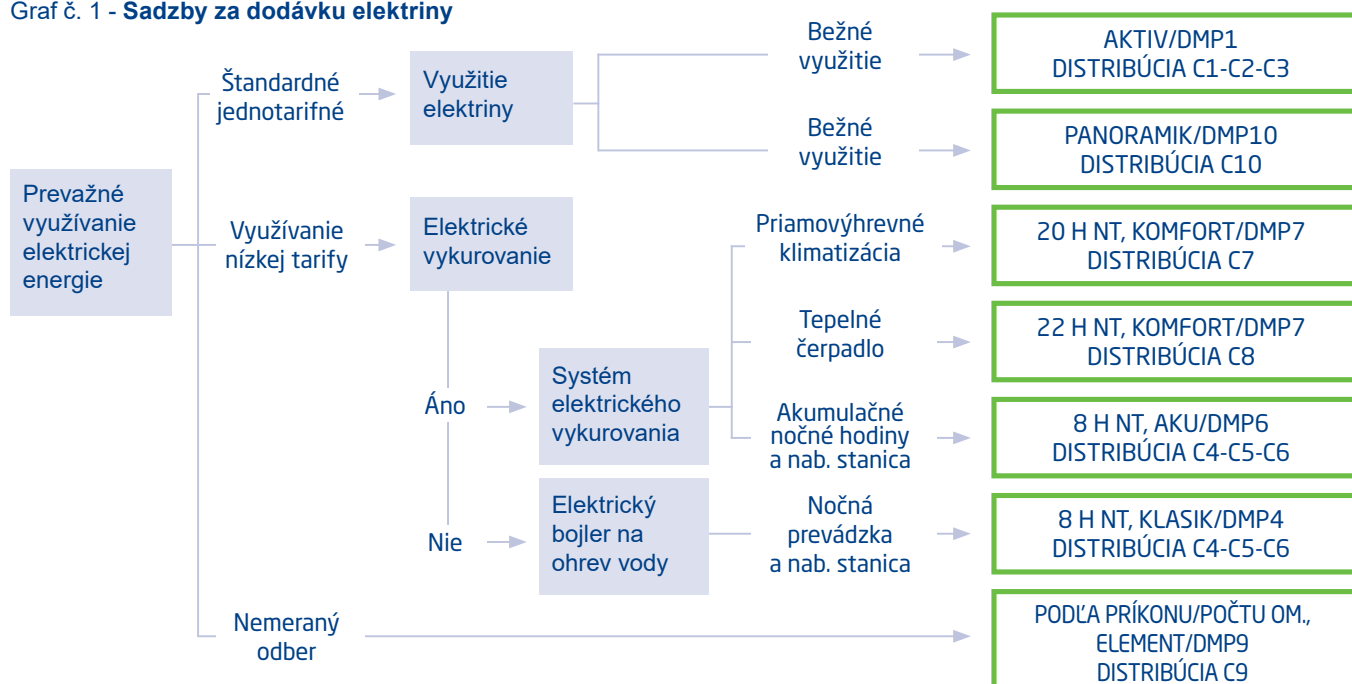 Graf č. 1 - Sadzby za dodávku elektriny
Prevažné
využívanie
elektrickej
energie
Štandardné
jednotarifné
Využitie
elektriny
Bežné
využitie
AKTIV/DMP1
DISTRIBÚCIA C1-C2-C3
Bežné
využitie
PANORAMIK/DMP10
DISTRIBÚCIA C10
Využívanie
nízkej tarify
Elektrické
vykurovanie
Áno
Systém
elektrického
vykurovania
Priamovýhrevné
klimatizácia
20 H NT, KOMFORT/DMP7
DISTRIBÚCIA C7
Tepelné
čerpadlo
22 H NT, KOMFORT/DMP7
DISTRIBÚCIA C8
Akumulačné
nočné hodiny
a nab. stanica
8 H NT, AKU/DMP6
DISTRIBÚCIA C4-C5-C6
Nie
Elektrický
bojler na
ohrev vody
Nočná
prevádzka
a nab. stanica
8 H NT, KLASIK/DMP4
DISTRIBÚCIA C4-C5-C6
Nemeraný
odber
PODĽA PRÍKONU/POČTU OM.,
ELEMENT/DMP9
DISTRIBÚCIA C9